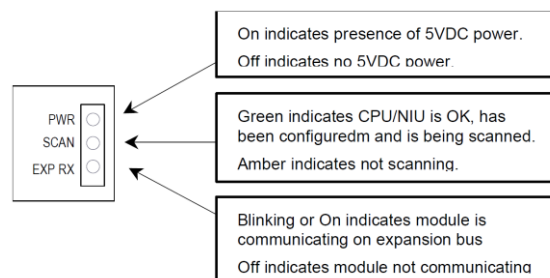 On indicates presence of 5VDC power.
Off indicates no 5VDC power.
PWR
SCAN
EXP RX
Green indicates CPU/NIU is OK, has
been configuredm and is being scanned.
Amber indicates not scanning.
Blinking or On indicates module is
communicating on expansion bus
Off indicates module not communicating